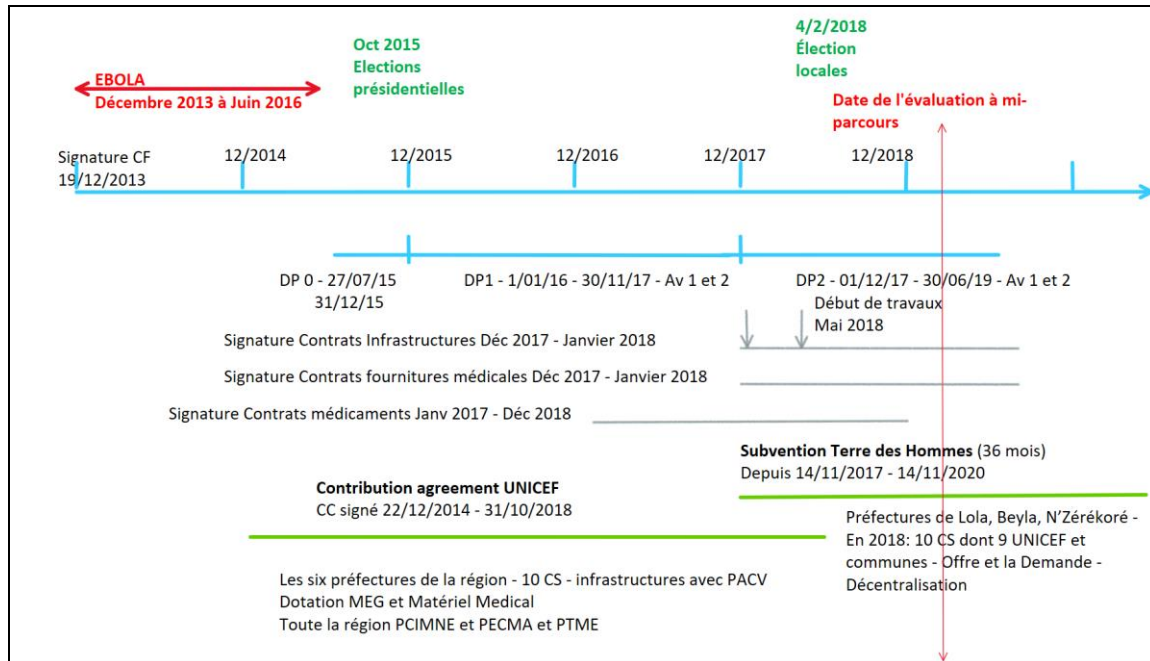 EBOLA
Décembre 2013 à Juin 2016
Oct 2015
Elections
présidentielles
4/2/2018
Élection
locales
Date de l'évaluation à mi-
parcours
Signature CF
19/12/2013
12/2014
12/2015
12/2016
12/2017
12/2018
DP 0 - 27/07/15
31/12/15
DP1 - 1/01/16 - 30/11/17 - Av 1 et 2
DP2 - 01/12/17 - 30/06/19 - Av 1 et 2
Début de travaux
Mai 2018
Signature Contrats Infrastructures Déc 2017 - Janvier 2018
Signature Contrats fournitures médicales Déc 2017 - Janvier 2018
Signature Contrats médicaments Janv 2017 - Déc 2018
Subvention Terre des Hommes (36 mois)
Depuis 14/11/2017 - 14/11/2020
Contribution agreement UNICEF
CC signé 22/12/2014 - 31/10/2018
Préfectures de Lola, Beyla, N'Zérékoré -
En 2018: 10 CS dont 9 UNICEF et
communes - Offre et la Demande -
Décentralisation
Les six préfectures de la région - 10 CS - infrastructures avec PACV
Dotation MEG et Matériel Medical
Toute la région PCIMNE et PECMA et PTME